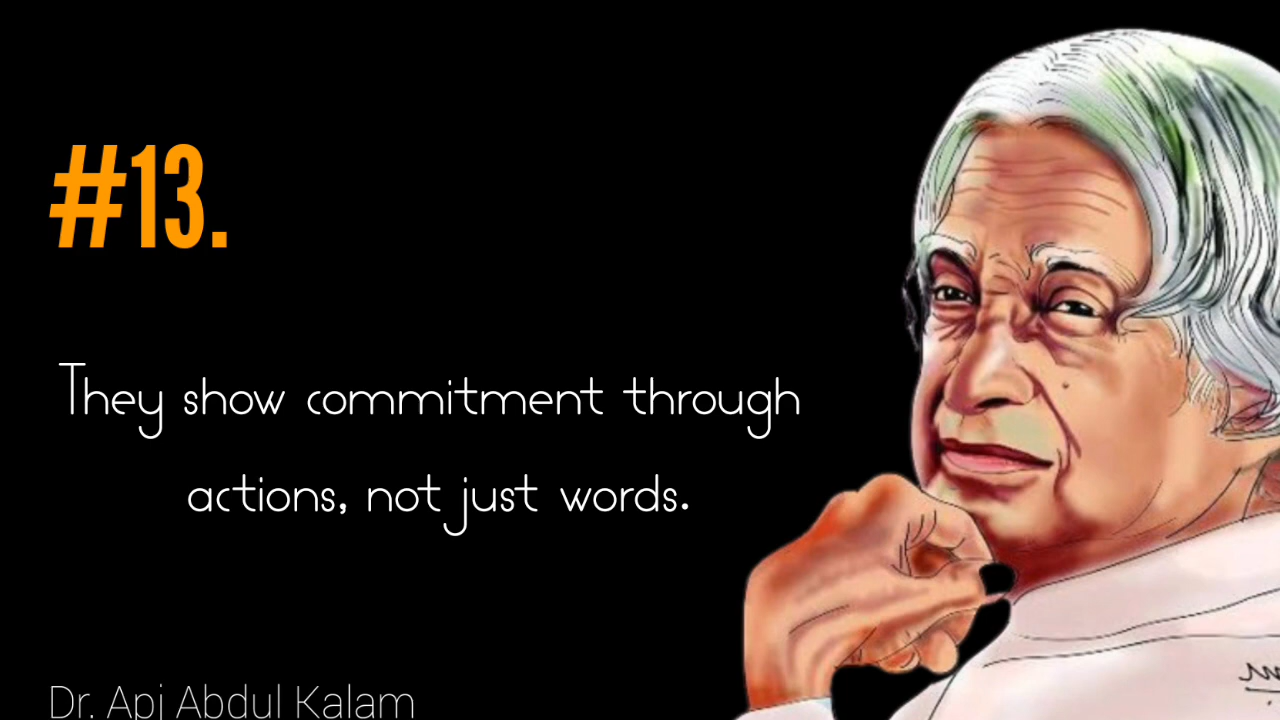 #13.
They show commitment through
actions, not just words.
Dr. Apj Abdul Kalam